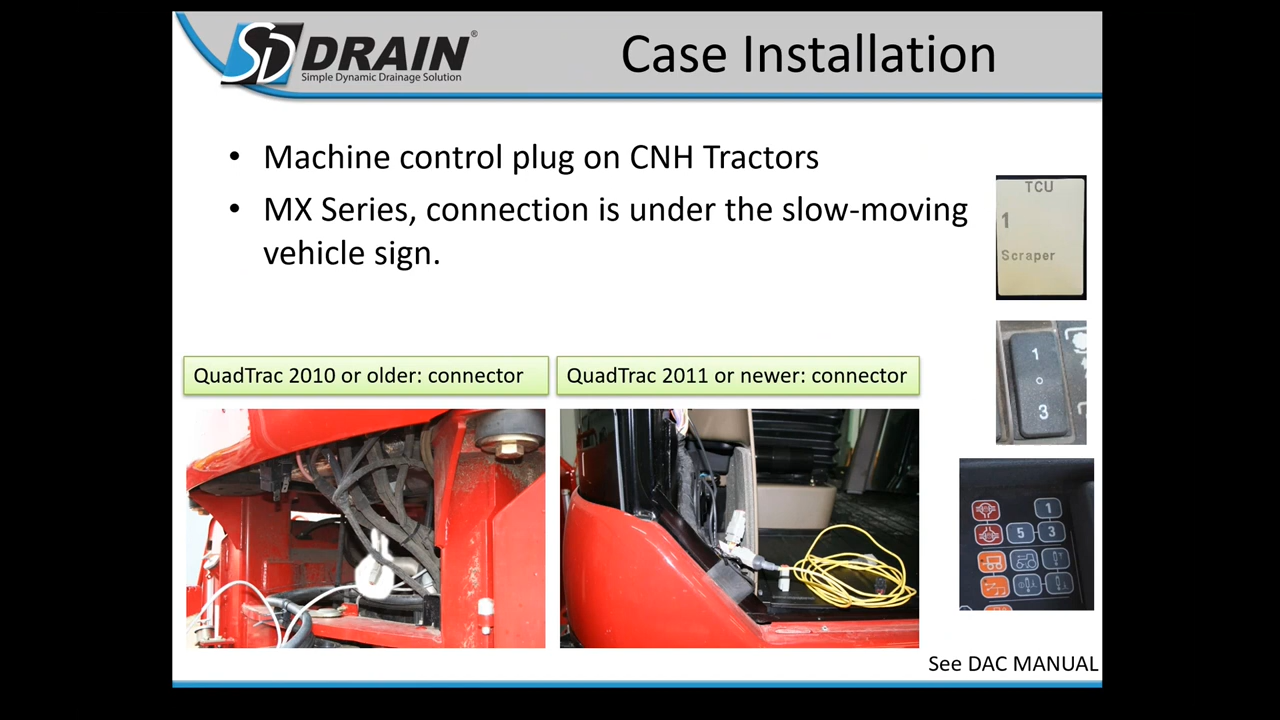 SD DRAIN®
Simple Dynamic Drainage Solution
Case Installation
• Machine control plug on CNH Tractors
• MX Series, connection is under the slow-moving
vehicle sign.
TCU
1
Scraper
1
3
QuadTrac 2010 or older: connector
QuadTrac 2011 or newer: connector
1
5 3
See DAC MANUAL